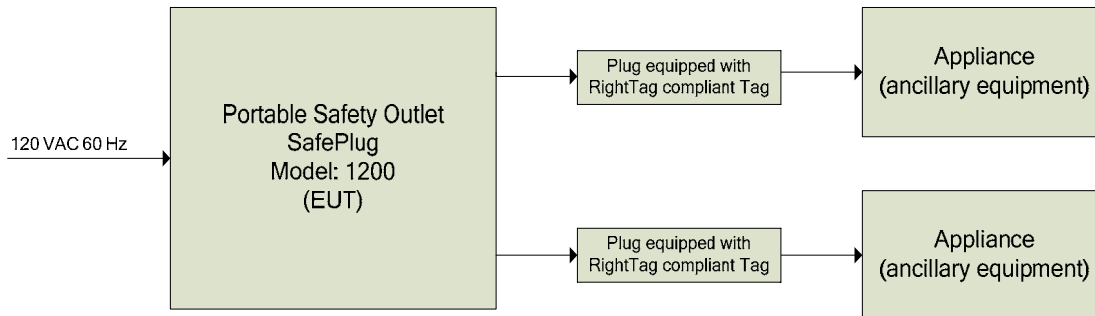 120 VAC 60 Hz
Portable Safety Outlet
SafePlug
Model: 1200
(EUT)
Plug equipped with
RightTag compliant Tag
Appliance
(ancillary equipment)
Plug equipped with
RightTag compliant Tag
Appliance
(ancillary equipment)